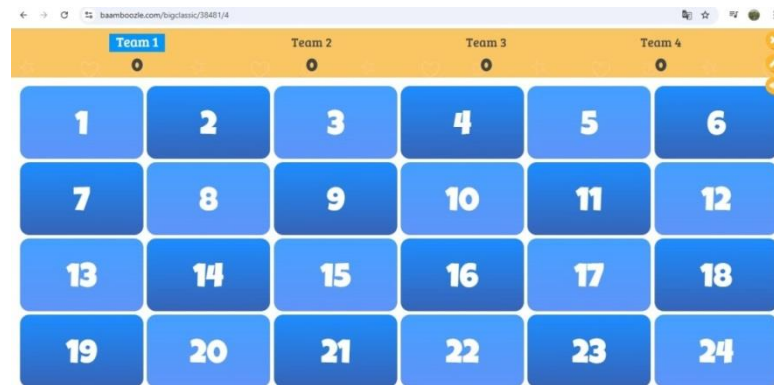 baamboozle.com/bigclassic/38481/4
Team 1 Team 2 Team 3 Team 4
0 0 0 0
1 2 3 4 5 6
7 8 9 10 11 12
13 14 15 16 17 18
19 20 21 22 23 24